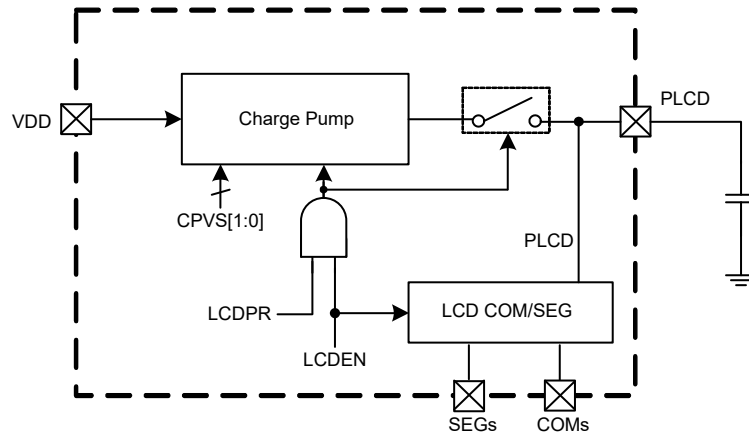 PLCD
VDD
Charge Pump
CPVS[1:0]
PLCD
LCDPR
LCD COM/SEG
LCDEN
SEGs
COMs